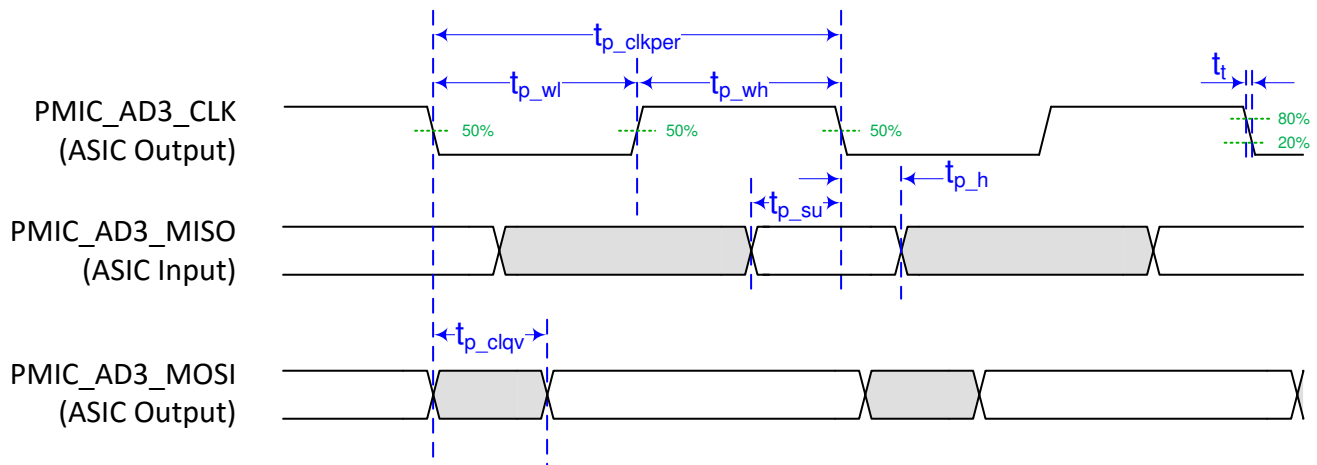 t_p_clkper
t_p_wl
t_p_wh
t_t
PMIC_AD3_CLK
(ASIC Output)
50%
50%
50%
80%
20%
t_p_h
t_p_su
PMIC_AD3_MISO
(ASIC Input)
t_p_clqv
PMIC_AD3_MOSI
(ASIC Output)